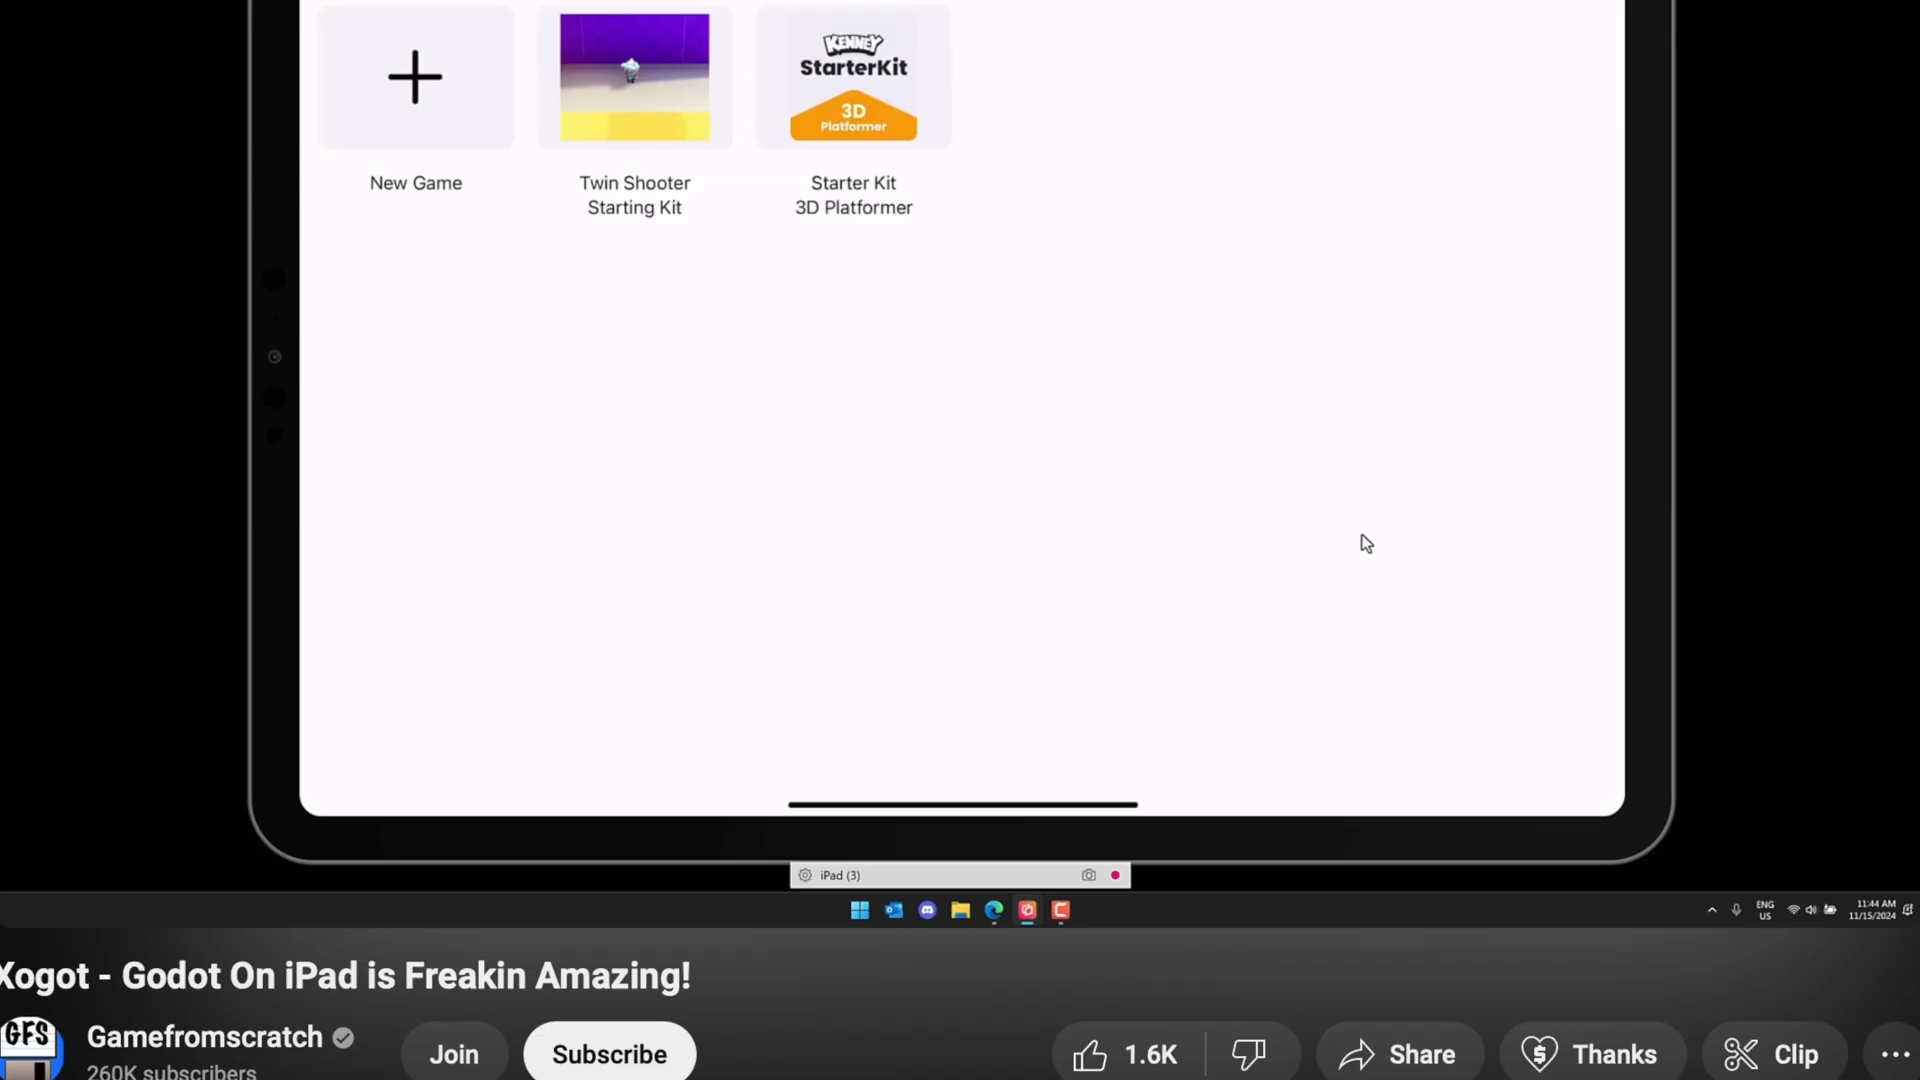 KENNEY
StarterKit
3D
Platformer
New Game
Twin Shooter
Starting Kit
Starter Kit
3D Platformer
iPad (3)
ENG
US
11:44 AM
11/15/2024
Xogot - Godot On iPad is Freakin Amazing!
GFS
Gamefromscratch
260K subscribers
Join
Subscribe
1.6K
Share
Thanks
Clip